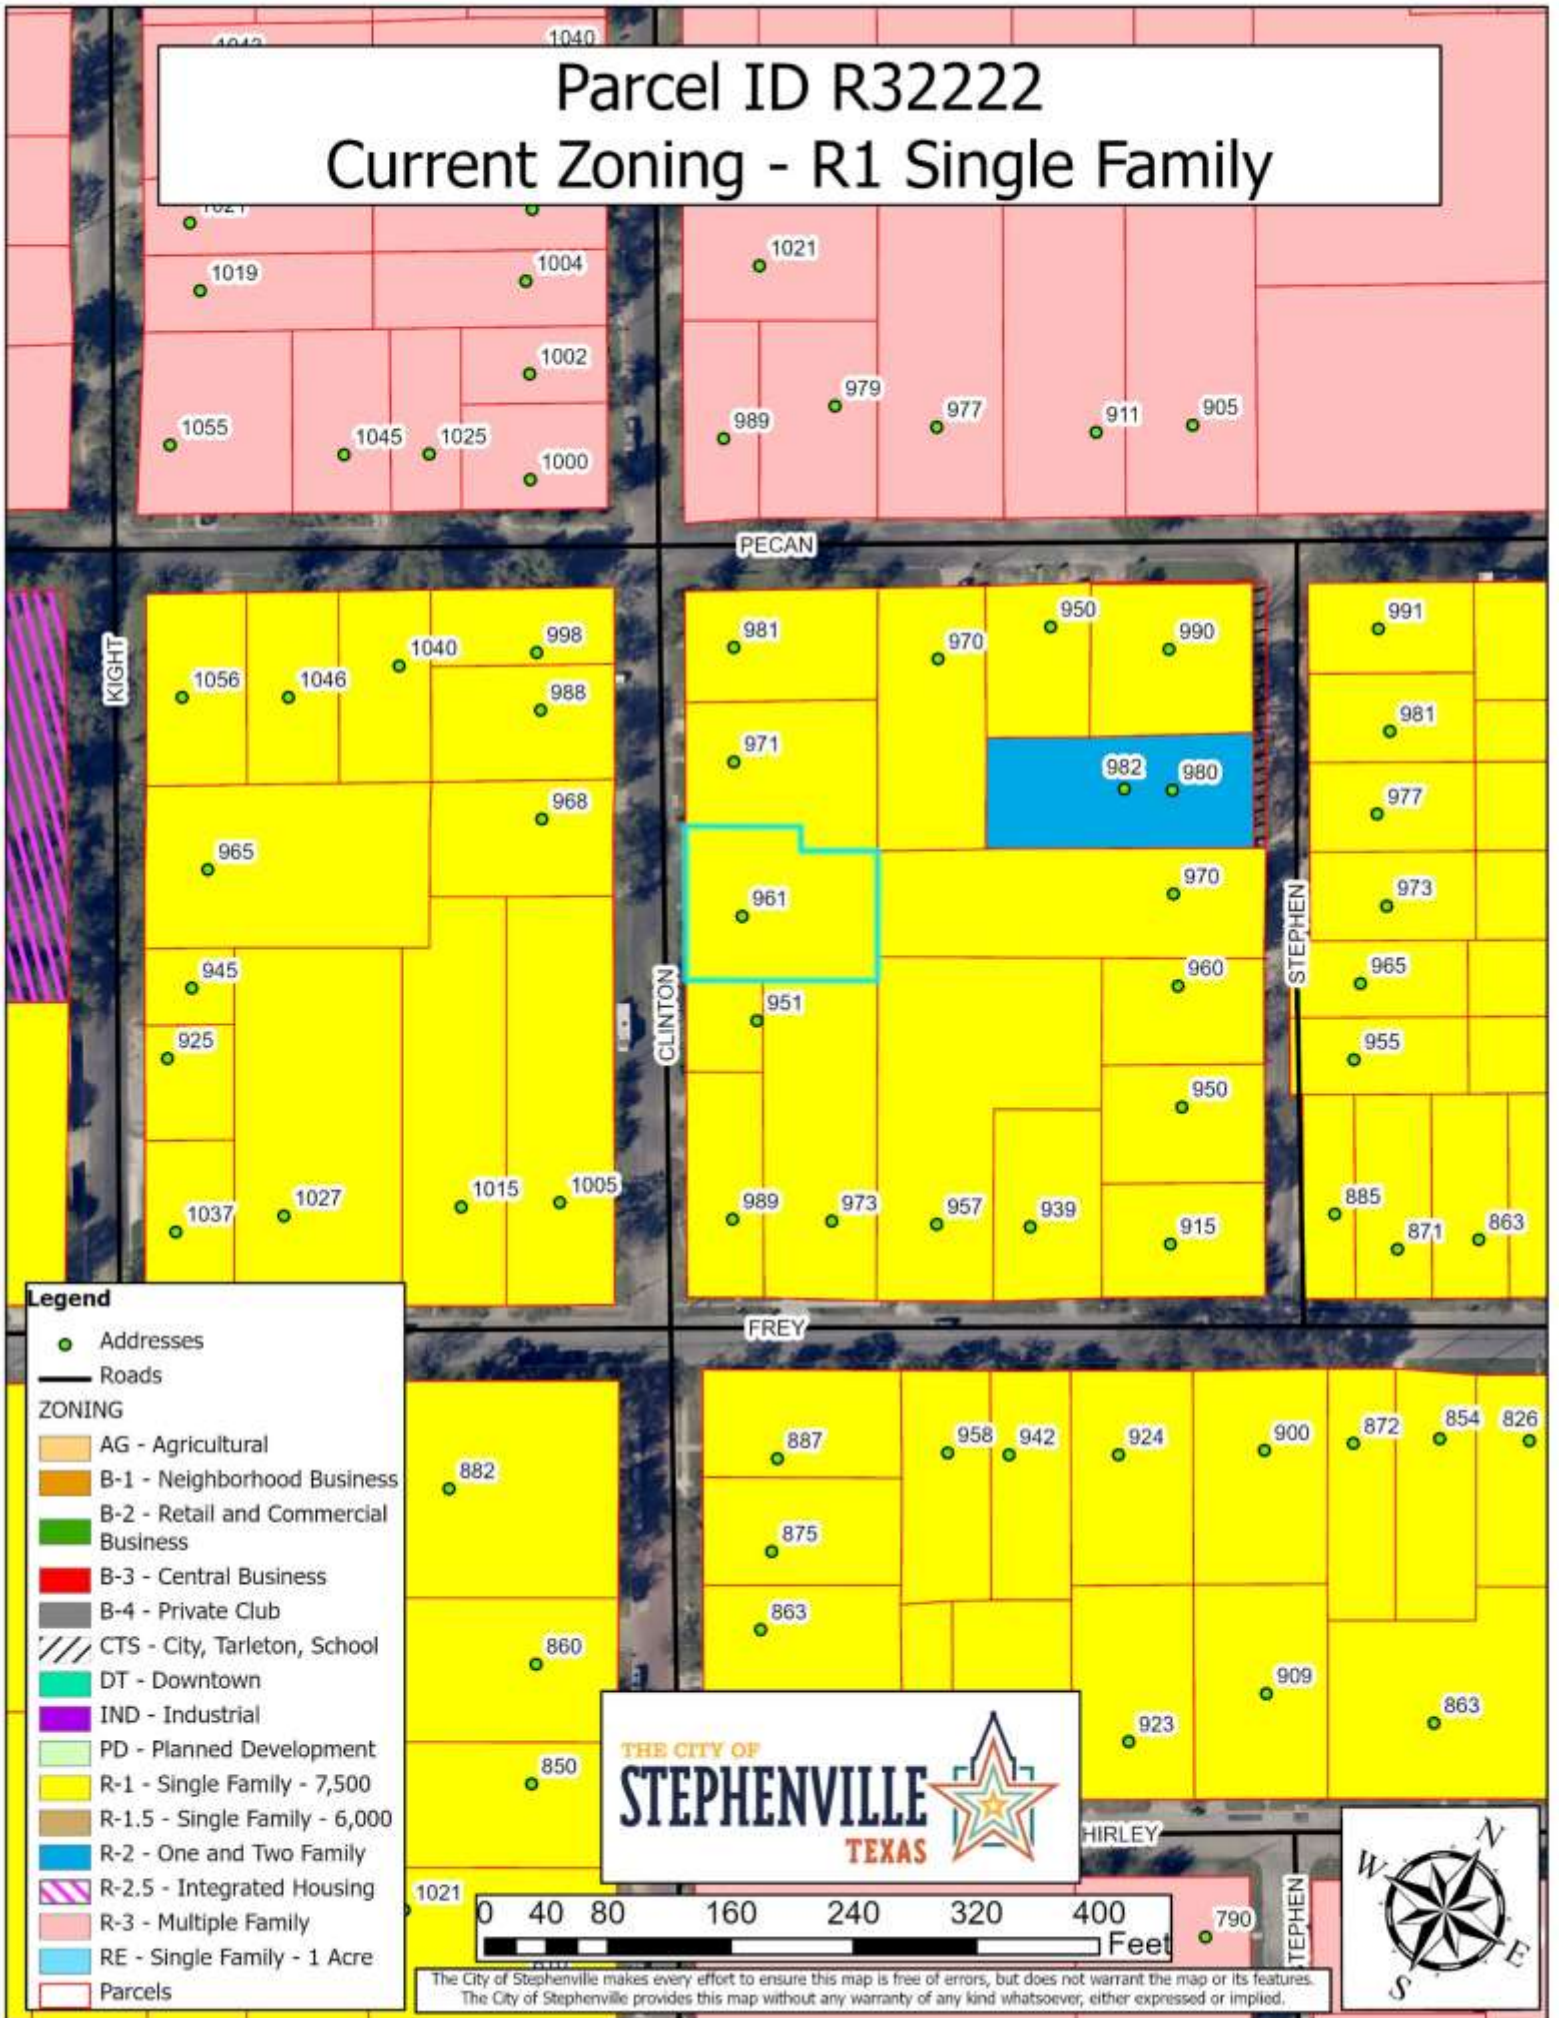 1040
Parcel ID R32222
Current Zoning - R1 Single Family
1021
1021
1019
1004
1002
979
989
977
911
905
1055
1045
1025
1000
PECAN
KIGHT
1056
1046
1040
998
988
981
970
950
990
991
971
982
980
981
968
977
965
961
970
973
CLINTON
STEPHEN
945
951
960
965
925
955
950
1037
1027
1015
1005
989
973
957
939
915
885
871
863
FREY
Legend
Addresses
Roads
ZONING
AG - Agricultural
B-1 - Neighborhood Business
B-2 - Retail and Commercial
Business
B-3 - Central Business
B-4 - Private Club
CTS - City, Tarleton, School
DT - Downtown
IND - Industrial
PD - Planned Development
R-1 - Single Family - 7,500
R-1.5 - Single Family - 6,000
R-2 - One and Two Family
R-2.5 - Integrated Housing
R-3 - Multiple Family
RE - Single Family - 1 Acre
Parcels
882
887
958
942
924
900
872
854
826
875
863
860
909
923
863
850
THE CITY OF
STEPHENVILLE
TEXAS
HIRLEY
1021
790
TEPHEN
0 40 80 160 240 320 400
Feet
N
W
E
S
The City of Stephenville makes every effort to ensure this map is free of errors, but does not warrant the map or its features.
The City of Stephenville provides this map without any warranty of any kind whatsoever, either expressed or implied.